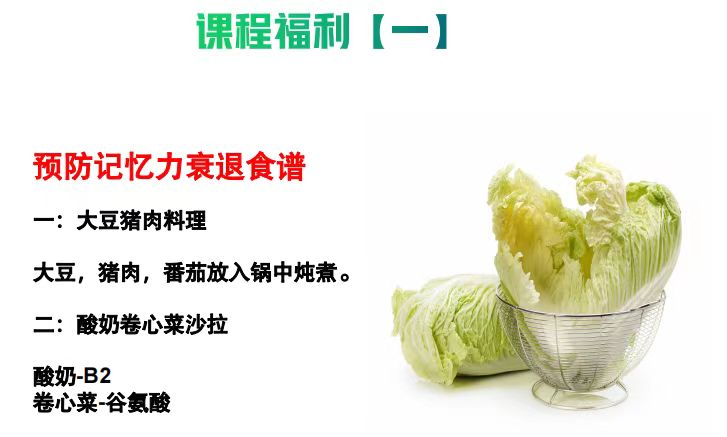 课程福利【一】
预防记忆力衰退食谱
一：大豆猪肉料理
大豆，猪肉，番茄放入锅中炖煮。
二：酸奶卷心菜沙拉
酸奶-B2
卷心菜-谷氨酸